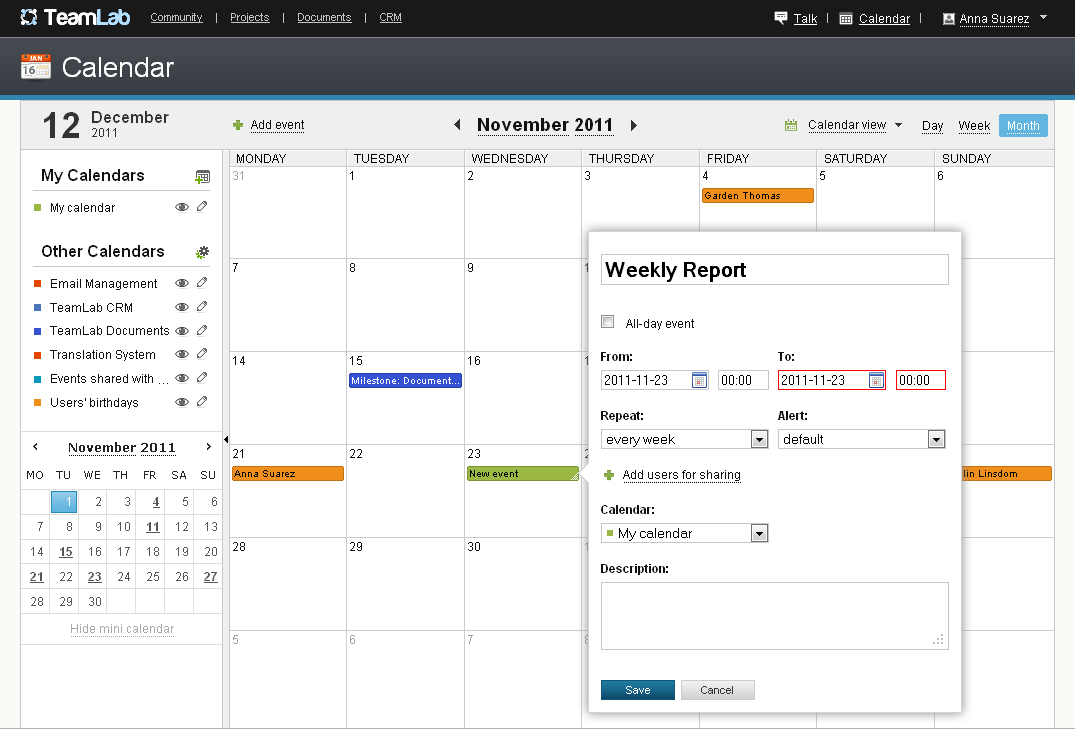 TeamLab Community | Projects | Documents | CRM Talk | Calendar | Anna Suarez
JAN
16
Calendar
12 December
2011
Add event
November 2011
Calendar view Day Week Month
My Calendars
My calendar
Other Calendars
Email Management
TeamLab CRM
TeamLab Documents
Translation System
Events shared with ...
Users' birthdays
November 2011
MO TU WE TH FR SA SU
1 2 3 4 5 6
7 8 9 10 11 12 13
14 15 16 17 18 19 20
21 22 23 24 25 26 27
28 29 30
Hide mini calendar
MONDAY TUESDAY WEDNESDAY THURSDAY FRIDAY SATURDAY SUNDAY
31 1 2 3 4 5 6
Garden Thomas
7 8 9
14 15 16
Milestone: Document...
21 22 23
Anna Suarez New event lin Linsdom
28 29 30
5 6 7 8
Weekly Report
All-day event
From: To:
2011-11-23 00:00 2011-11-23 00:00
Repeat: Alert:
every week default
Add users for sharing
Calendar:
My calendar
Description:
Save Cancel